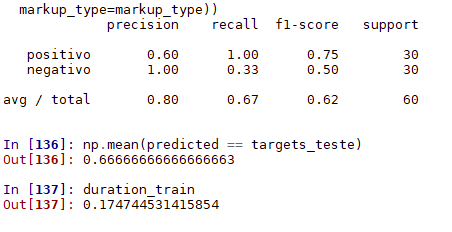 markup_type=markup_type))
precision recall f1-score support
positivo 0.60 1.00 0.75 30
negativo 1.00 0.33 0.50 30
avg / total 0.80 0.67 0.62 60
In [136]: np.mean(predicted == targets_teste)
Out[136]: 0.66666666666666663
In [137]: duration_train
Out[137]: 0.174744531415854